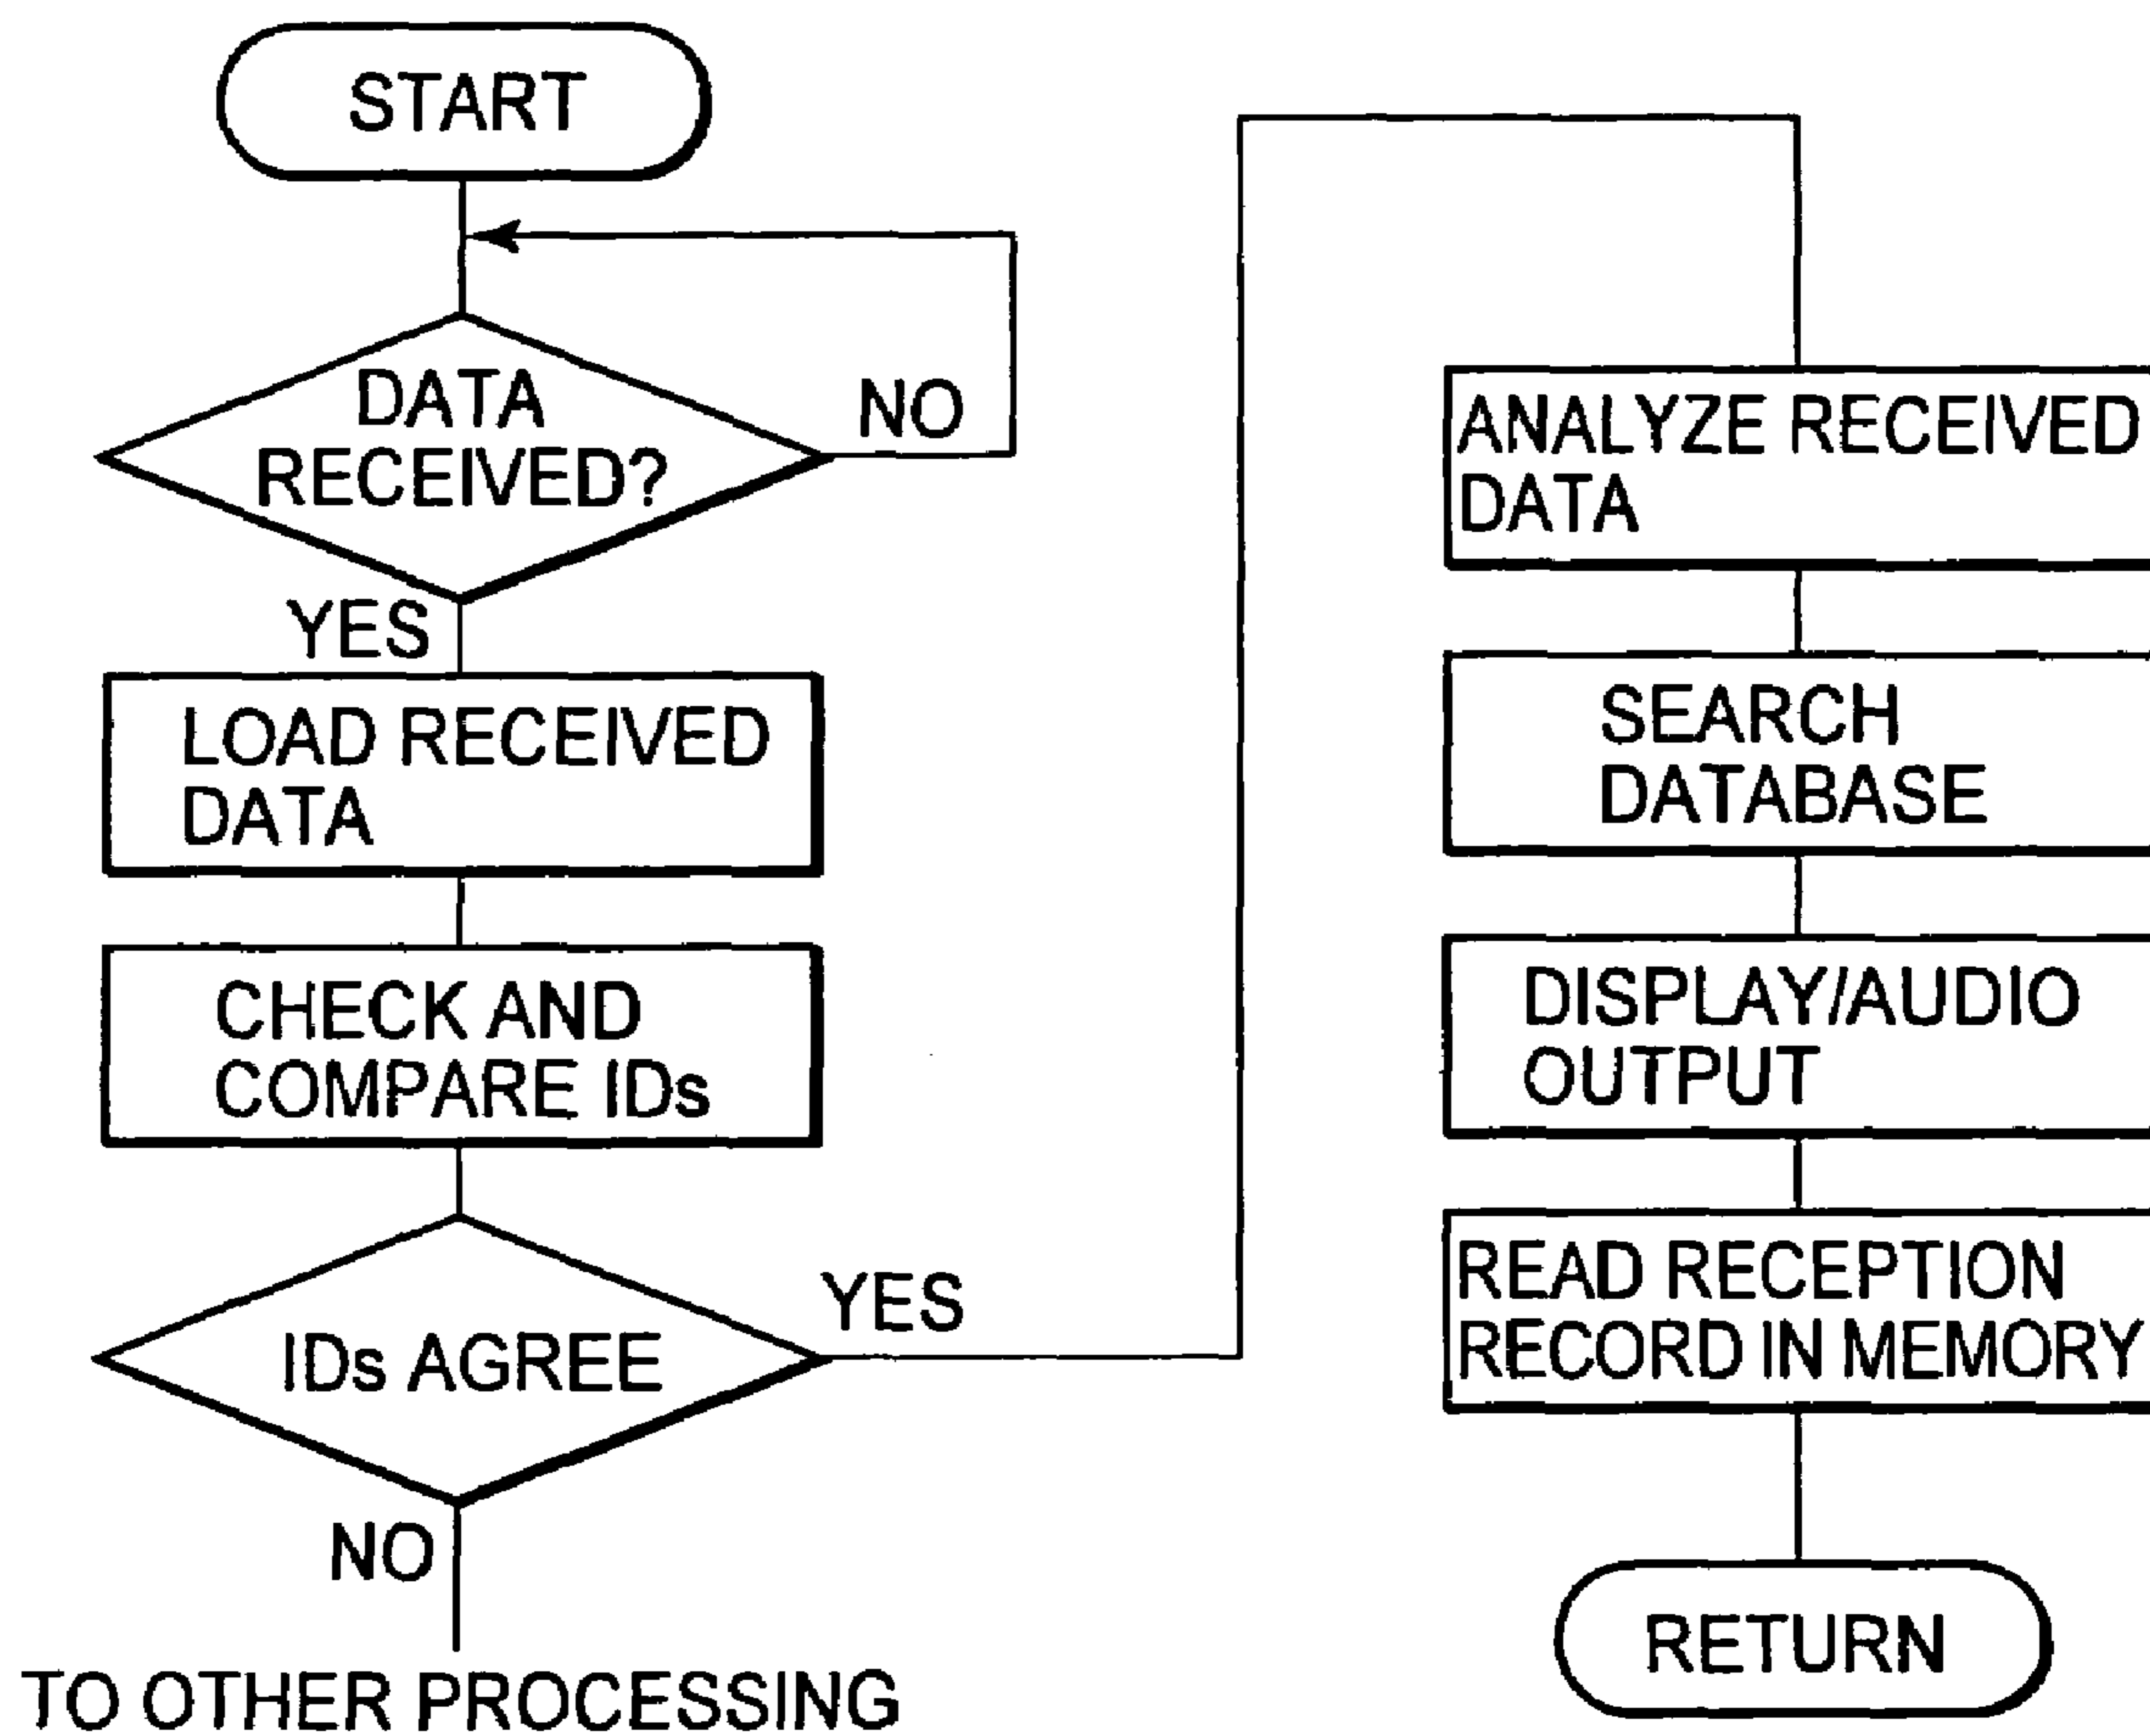 START
DATA
RECEIVED?
NO
YES
LOAD RECEIVED
DATA
CHECK AND
COMPARE IDs
IDs AGREE
YES
NO
TO OTHER PROCESSING
ANALYZE RECEIVED
DATA
SEARCH
DATABASE
DISPLAY/AUDIO
OUTPUT
READ RECEPTION
RECORD IN MEMORY
RETURN